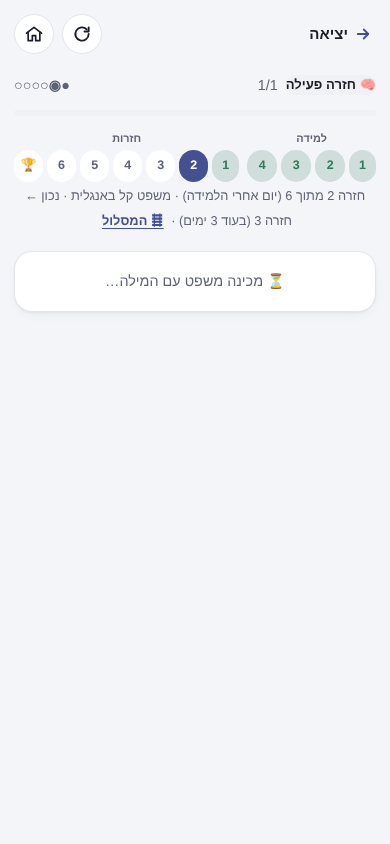 יציאה
🧠 חזרה פעילה 1/1 ●◉○○○○
למידה חזרות
1 2 3 4 1 2 3 4 5 6 🏆
חזרה 2 מתוך 6 (יום אחרי הלמידה) · משפט קל באנגלית · נכון ←
חזרה 3 (בעוד 3 ימים) · 🪜 המסלול
⏳ מכינה משפט עם המילה…